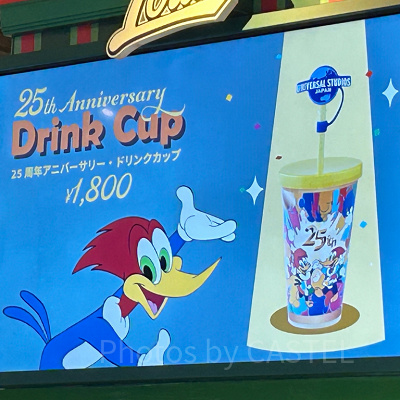 25th Anniversary
Drink Cup
25周年アニバーサリー・ドリンクカップ
¥1,800
UNIVERSAL STUDIOS
JAPAN
25th
Photos by CASTEL